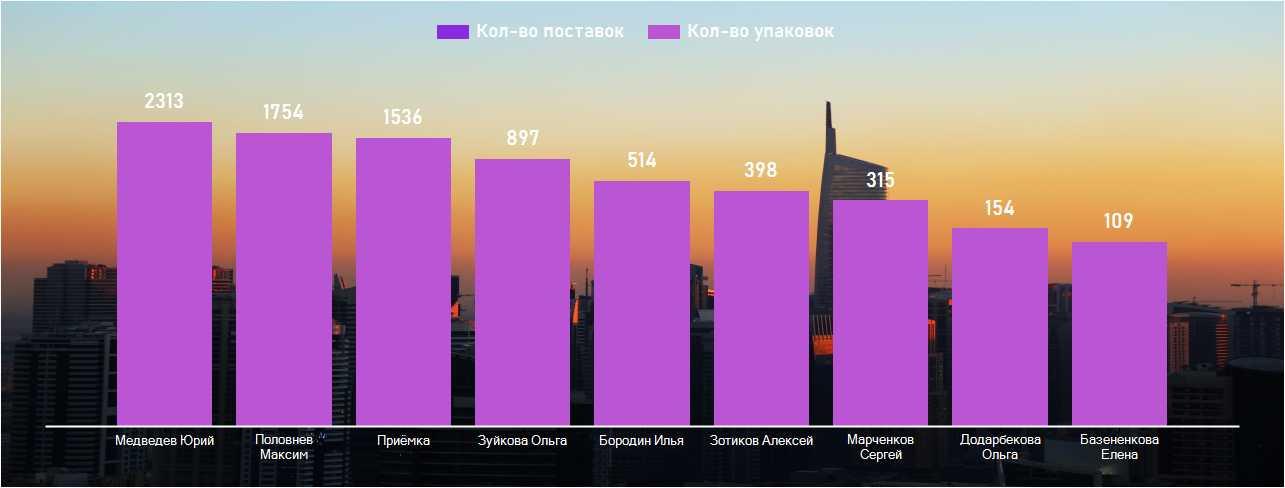 Кол-во поставок Кол-во упаковок
2313
1754
1536
897
514
398
315
154
109
Медведев Юрий
Половнев
Максим
Приёмка
Зуйкова Ольга
Бородин Илья
Зотиков Алексей
Марченков
Сергей
Додарбекова
Ольга
Базененкова
Елена